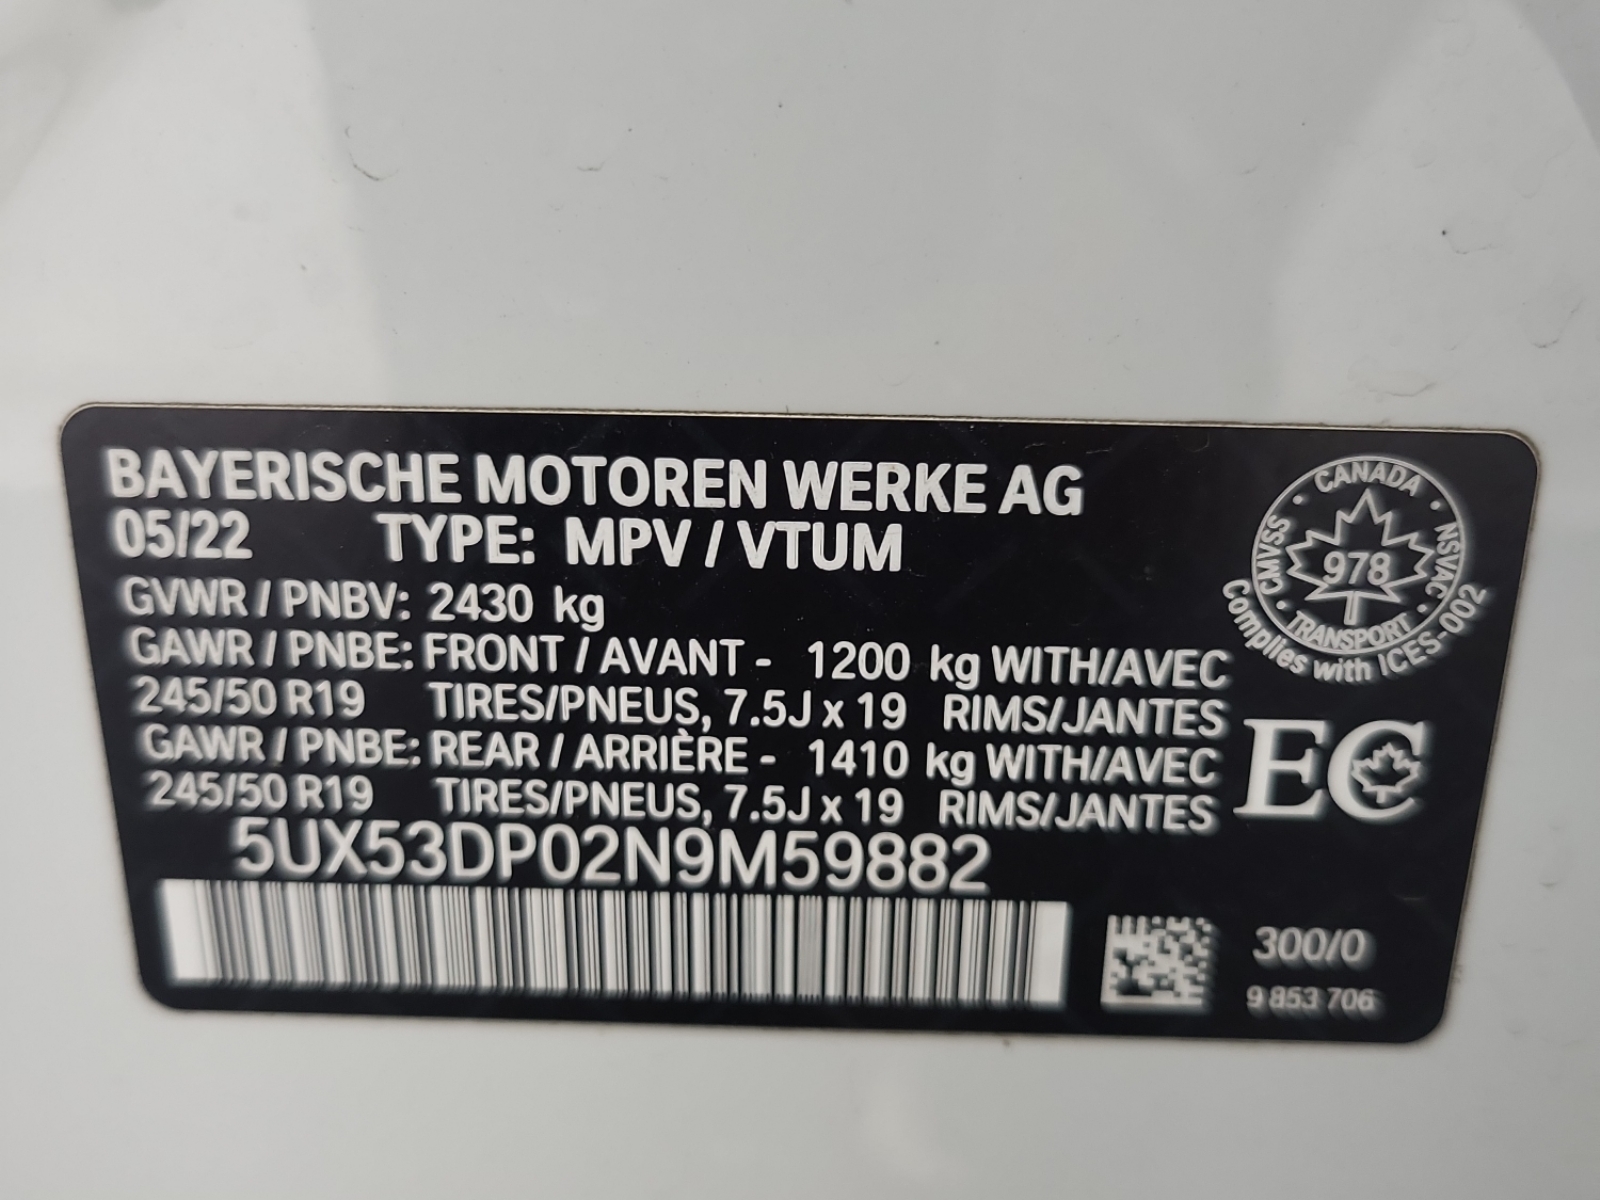 BAYERISCHE MOTOREN WERKE AG
05/22 TYPE: MPV / VTUM
GVWR / PNBV: 2430 kg
GAWR / PNBE: FRONT / AVANT - 1200 kg WITH/AVEC
245/50 R19 TIRES/PNEUS, 7.5J x 19 RIMS/JANTES
GAWR / PNBE: REAR / ARRIÈRE - 1410 kg WITH/AVEC
245/50 R19 TIRES/PNEUS, 7.5J x 19 RIMS/JANTES
5UX53DP02N9M59882
CANADA
CMVSS
978
NSVAC
TRANSPORT
Complies with ICES-002
EC
300/0
9 853 706